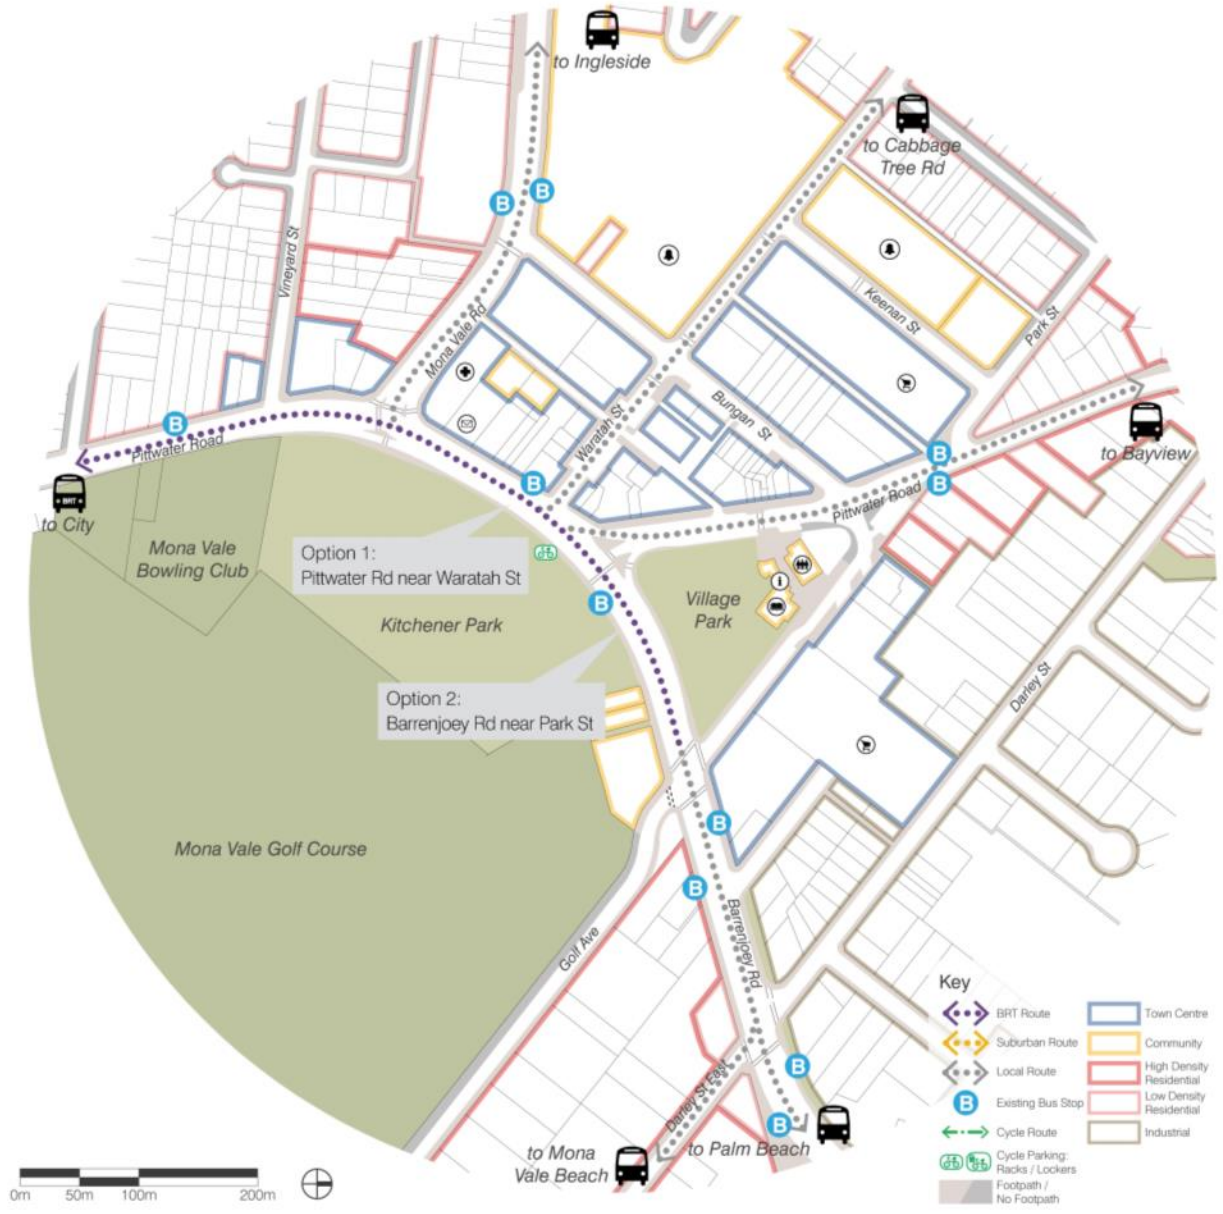 to Ingleside
to Cabbage
Tree Rd
Vineyard St
Mona Vale Rd
Keenan St
Park St
Bungan St
Waratah St
B
B
B
B
B
B
B
B
B
B
B
Pittwater Road
BRT
to City
to Bayview
Pittwater Road
Mona Vale
Bowling Club
Option 1:
Pittwater Rd near Waratah St
Kitchener Park
Village
Park
i
Option 2:
Barrenjoey Rd near Park St
Darley St
Mona Vale Golf Course
Golf Ave
Barrenjoey Rd
Darley St East
to Mona
Vale Beach
to Palm Beach
Key
BRT Route
Suburban Route
Local Route
B Existing Bus Stop
Cycle Route
Cycle Parking:
Racks / Lockers
Footpath /
No Footpath
Town Centre
Community
High Density
Residential
Low Density
Residential
Industrial
0m 50m 100m 200m